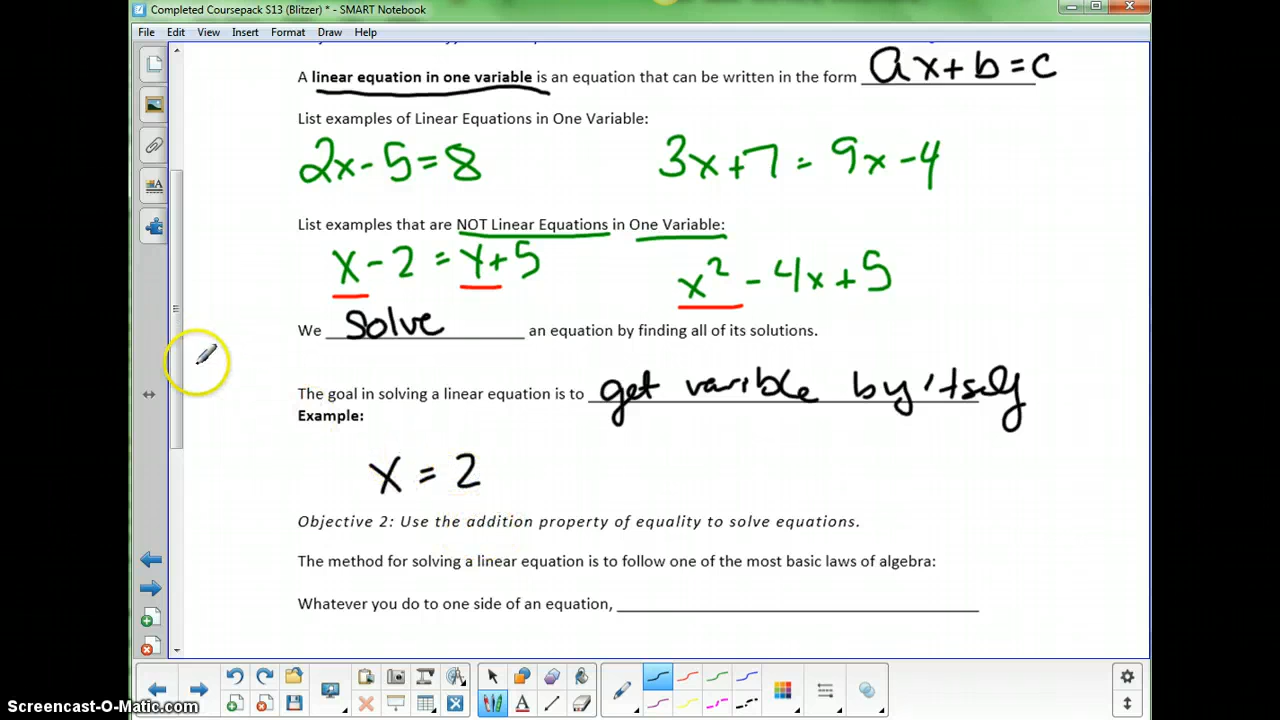 Completed Coursepack S13 (Blitzer) * - SMART Notebook
File Edit View Insert Format Draw Help
A linear equation in one variable is an equation that can be written in the form ax+b=c
List examples of Linear Equations in One Variable:
2x-5=8 3x+7=9x-4
List examples that are NOT Linear Equations in One Variable:
x-2=y+5 x²-4x+5
We solve an equation by finding all of its solutions.
The goal in solving a linear equation is to get varible by itself
Example:
x = 2
Objective 2: Use the addition property of equality to solve equations.
The method for solving a linear equation is to follow one of the most basic laws of algebra:
Whatever you do to one side of an equation,
Screencast-O-Matic.com